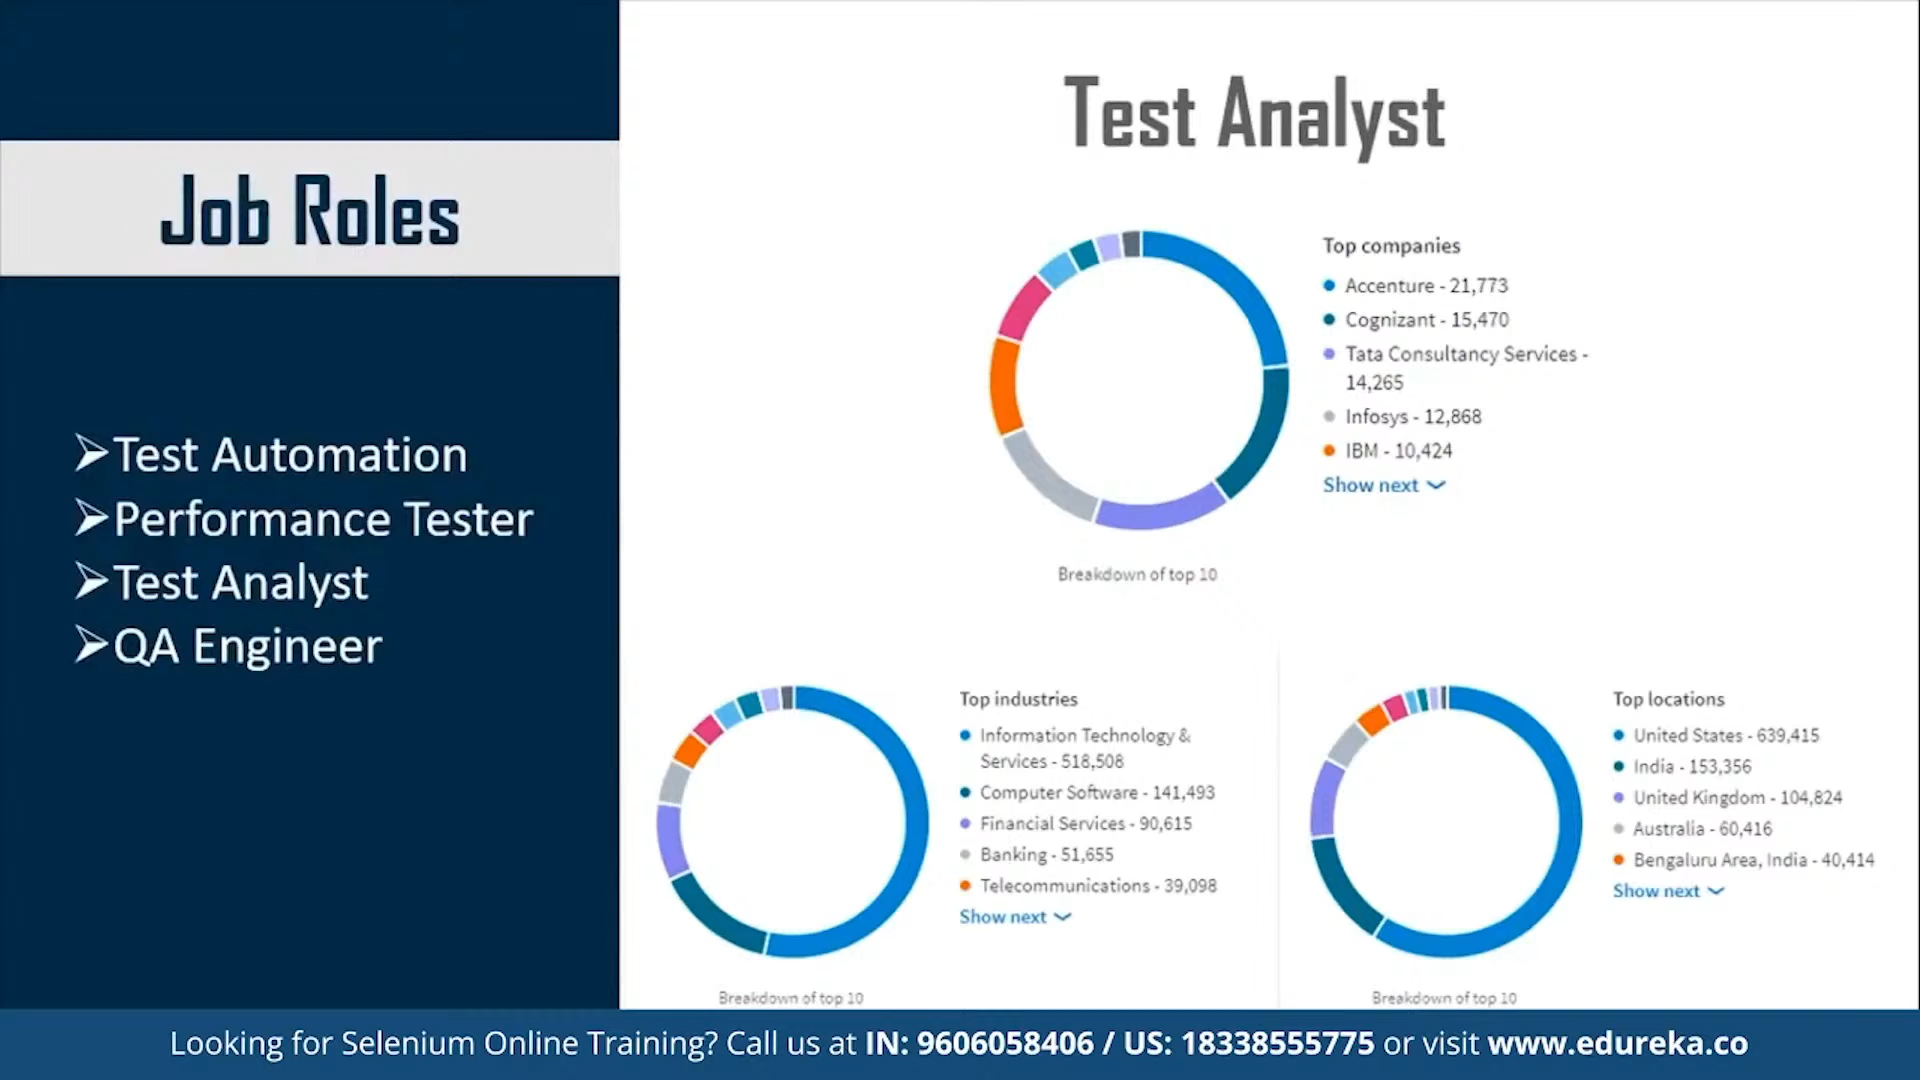 Job Roles
➢Test Automation
➢Performance Tester
➢Test Analyst
➢QA Engineer
Test Analyst
Top companies
Accenture - 21,773
Cognizant - 15,470
Tata Consultancy Services -
14,265
Infosys - 12,868
IBM - 10,424
Show next
Breakdown of top 10
Top industries
Information Technology &
Services - 518,508
Computer Software - 141,493
Financial Services - 90,615
Banking - 51,655
Telecommunications - 39,098
Show next
Breakdown of top 10
Top locations
United States - 639,415
India - 153,356
United Kingdom - 104,824
Australia - 60,416
Bengaluru Area, India - 40,414
Show next
Breakdown of top 10
Looking for Selenium Online Training? Call us at IN: 9606058406 / US: 18338555775 or visit www.edureka.co